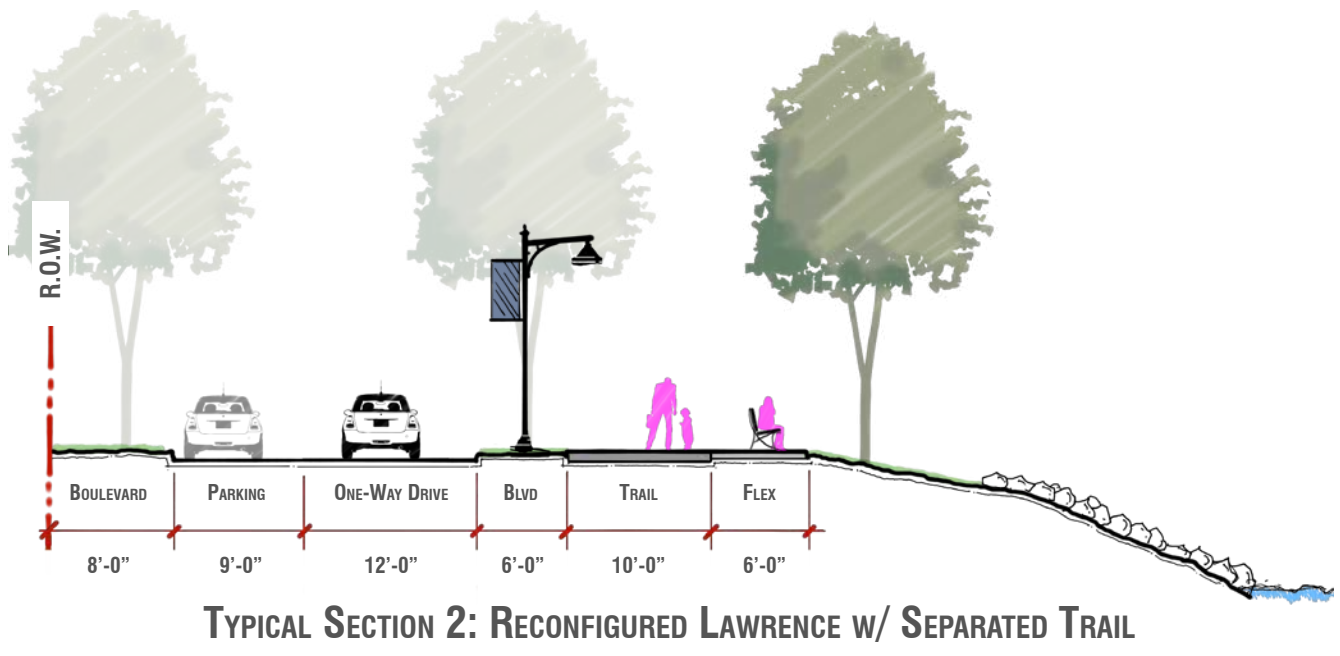 R.O.W.
Boulevard Parking One-Way Drive Blvd Trail Flex
8'-0" 9'-0" 12'-0" 6'-0" 10'-0" 6'-0"
Typical Section 2: Reconfigured Lawrence w/ Separated Trail